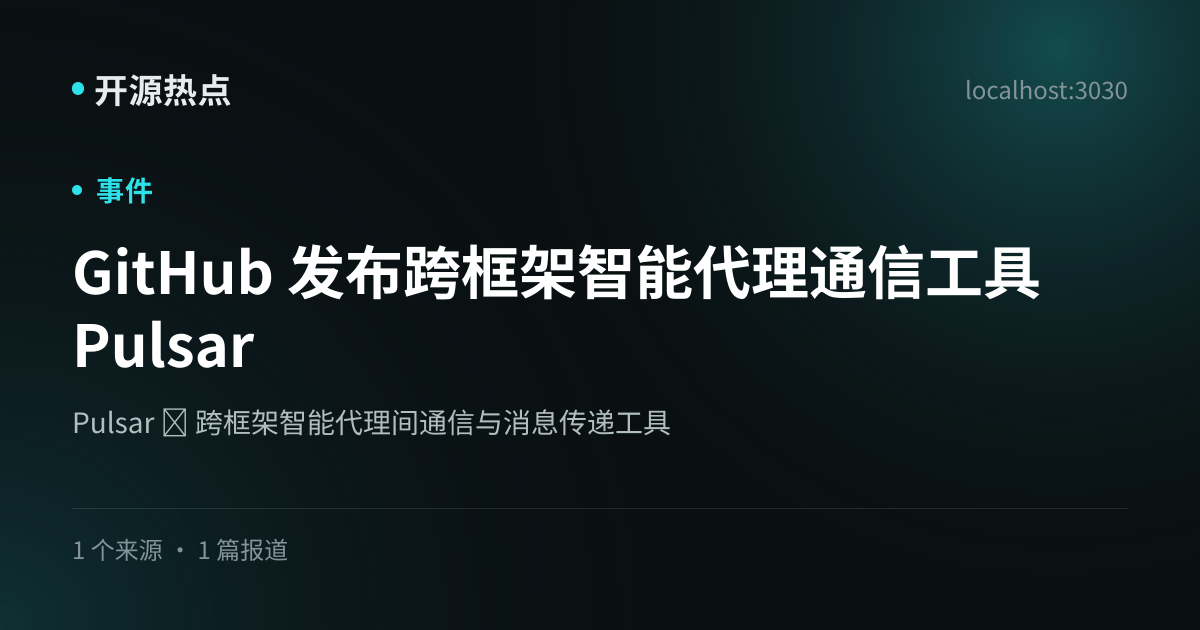 开源热点
localhost:3030
事件
GitHub 发布跨框架智能代理通信工具
Pulsar
Pulsar 跨框架智能代理间通信与消息传递工具
1 个来源 · 1 篇报道